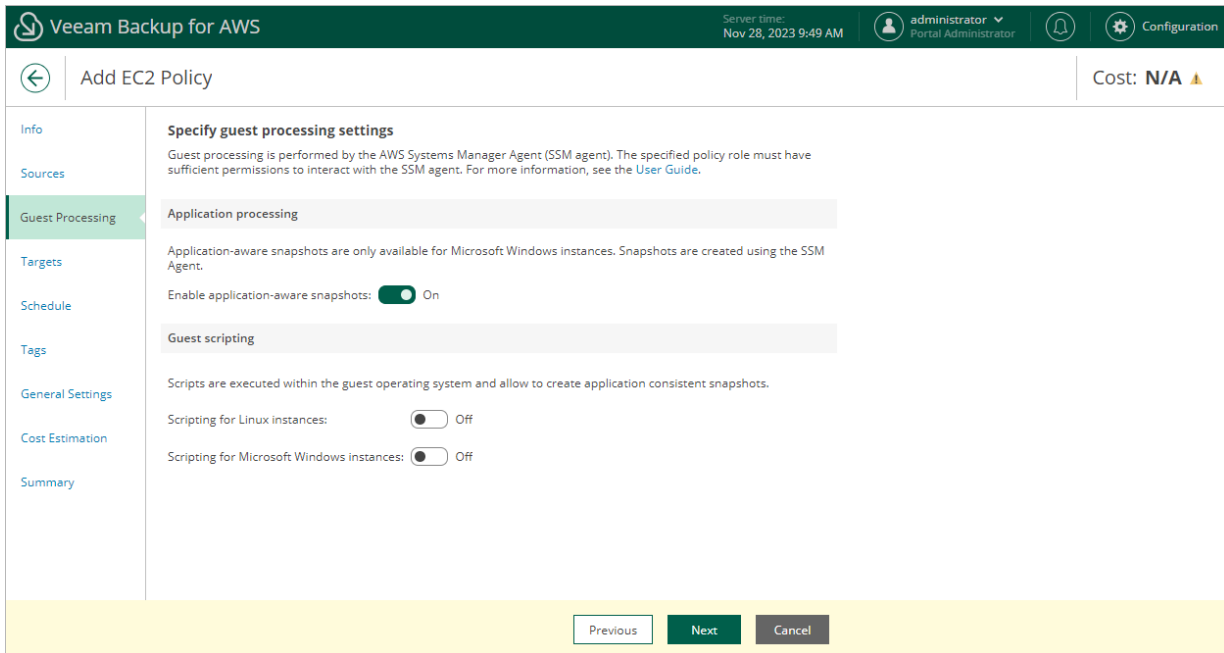 Veeam Backup for AWS
Server time:
Nov 28, 2023 9:49 AM
administrator
Portal Administrator
Configuration
Add EC2 Policy
Cost: N/A
Info
Sources
Guest Processing
Targets
Schedule
Tags
General Settings
Cost Estimation
Summary
Specify guest processing settings
Guest processing is performed by the AWS Systems Manager Agent (SSM agent). The specified policy role must have
sufficient permissions to interact with the SSM agent. For more information, see the User Guide.
Application processing
Application-aware snapshots are only available for Microsoft Windows instances. Snapshots are created using the SSM
Agent.
Enable application-aware snapshots: On
Guest scripting
Scripts are executed within the guest operating system and allow to create application consistent snapshots.
Scripting for Linux instances: Off
Scripting for Microsoft Windows instances: Off
Previous
Next
Cancel